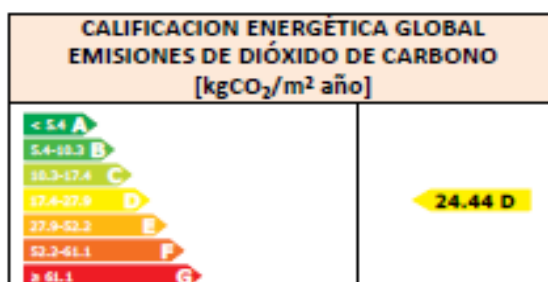 CALIFICACION ENERGÉTICA GLOBAL
EMISIONES DE DIÓXIDO DE CARBONO
[kgCO₂/m² año]
< 5.4 A
5.4-10.3 B
10.3-17.4 C
17.4-27.9 D
24.44 D
27.9-52.2 E
52.2-61.1 F
≥ 61.1 G